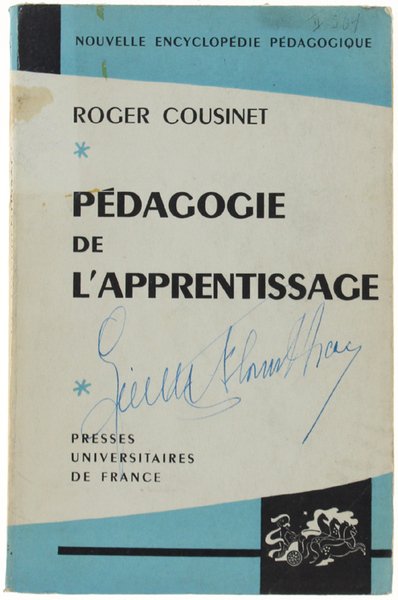 NOUVELLE ENCYCLOPÉDIE PÉDAGOGIQUE
ROGER COUSINET
*
PÉDAGOGIE
DE
L'APPRENTISSAGE
*
PRESSES
UNIVERSITAIRES
DE FRANCE